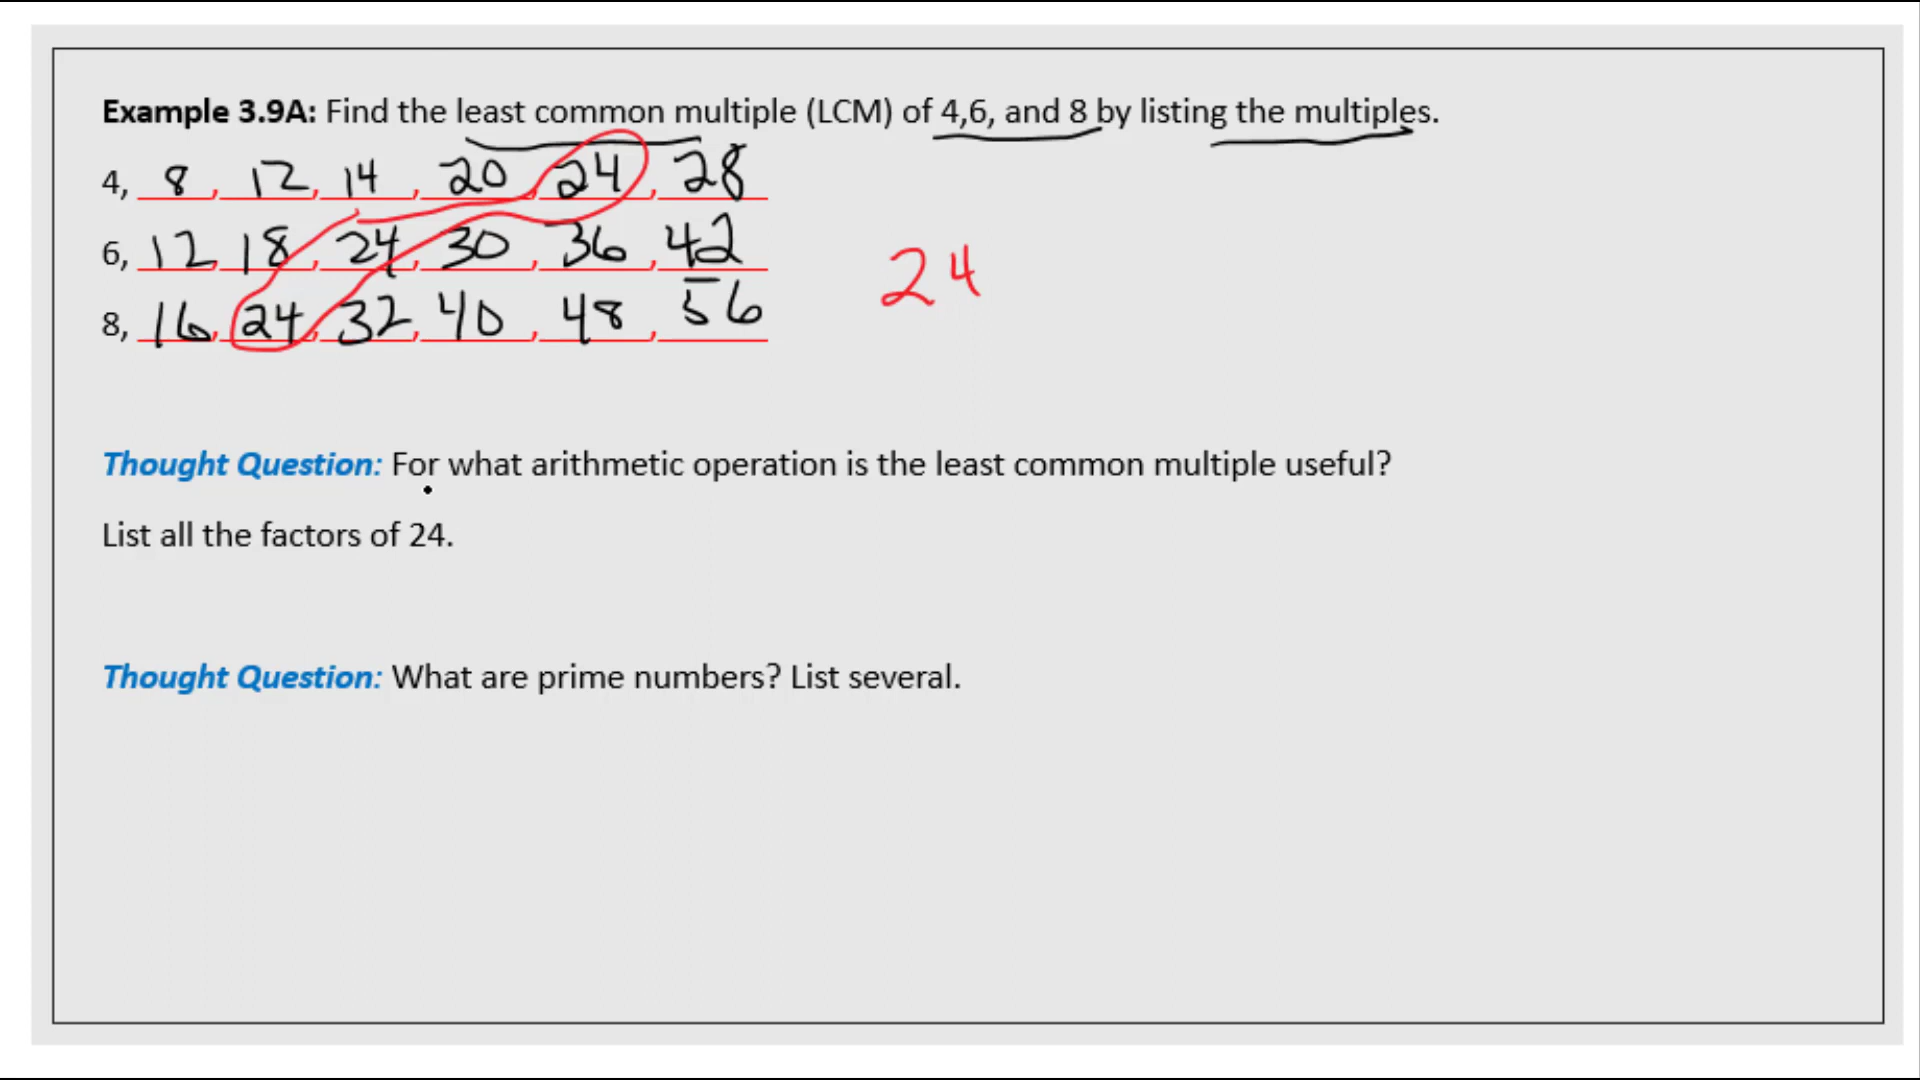 Example 3.9A: Find the least common multiple (LCM) of 4,6, and 8 by listing the multiples.
4, 8, 12, 14, 20, 24, 28
6, 12, 18, 24, 30, 36, 42
8, 16, 24, 32, 40, 48, 56
24
Thought Question: For what arithmetic operation is the least common multiple useful?
List all the factors of 24.
Thought Question: What are prime numbers? List several.